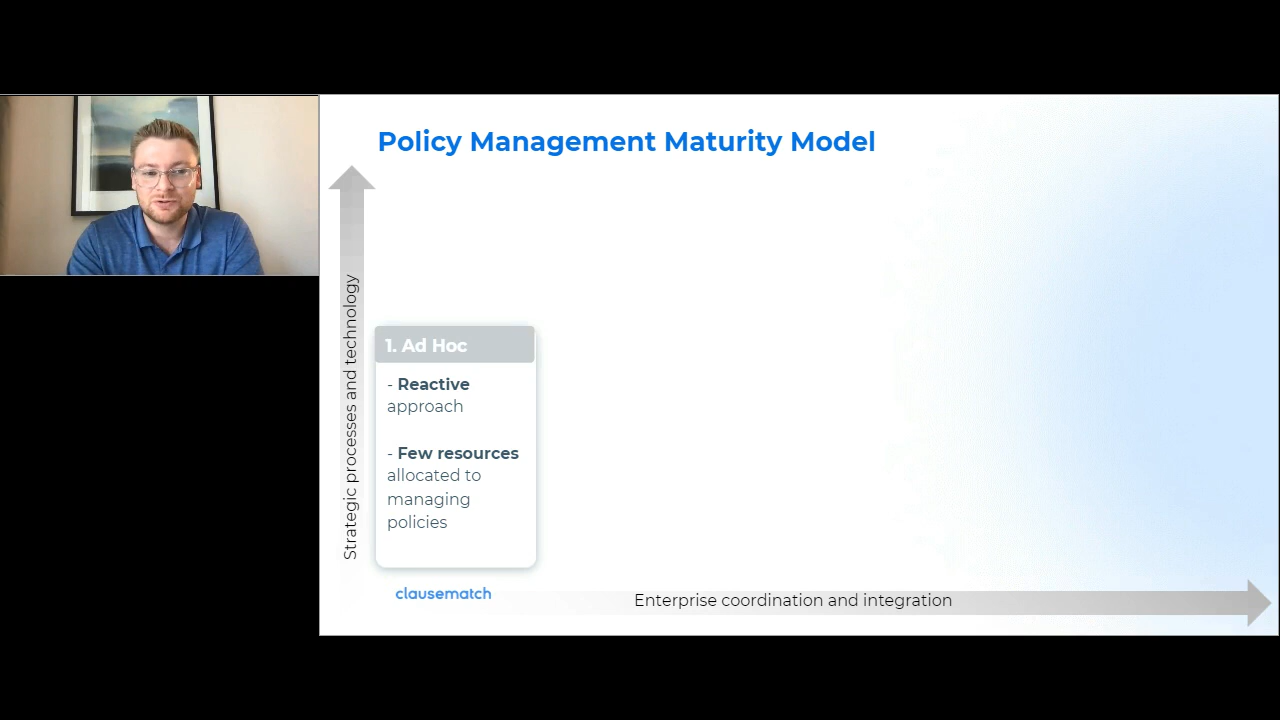 Policy Management Maturity Model
Strategic processes and technology
1. Ad Hoc
- Reactive
approach
- Few resources
allocated to
managing
policies
clausematch
Enterprise coordination and integration